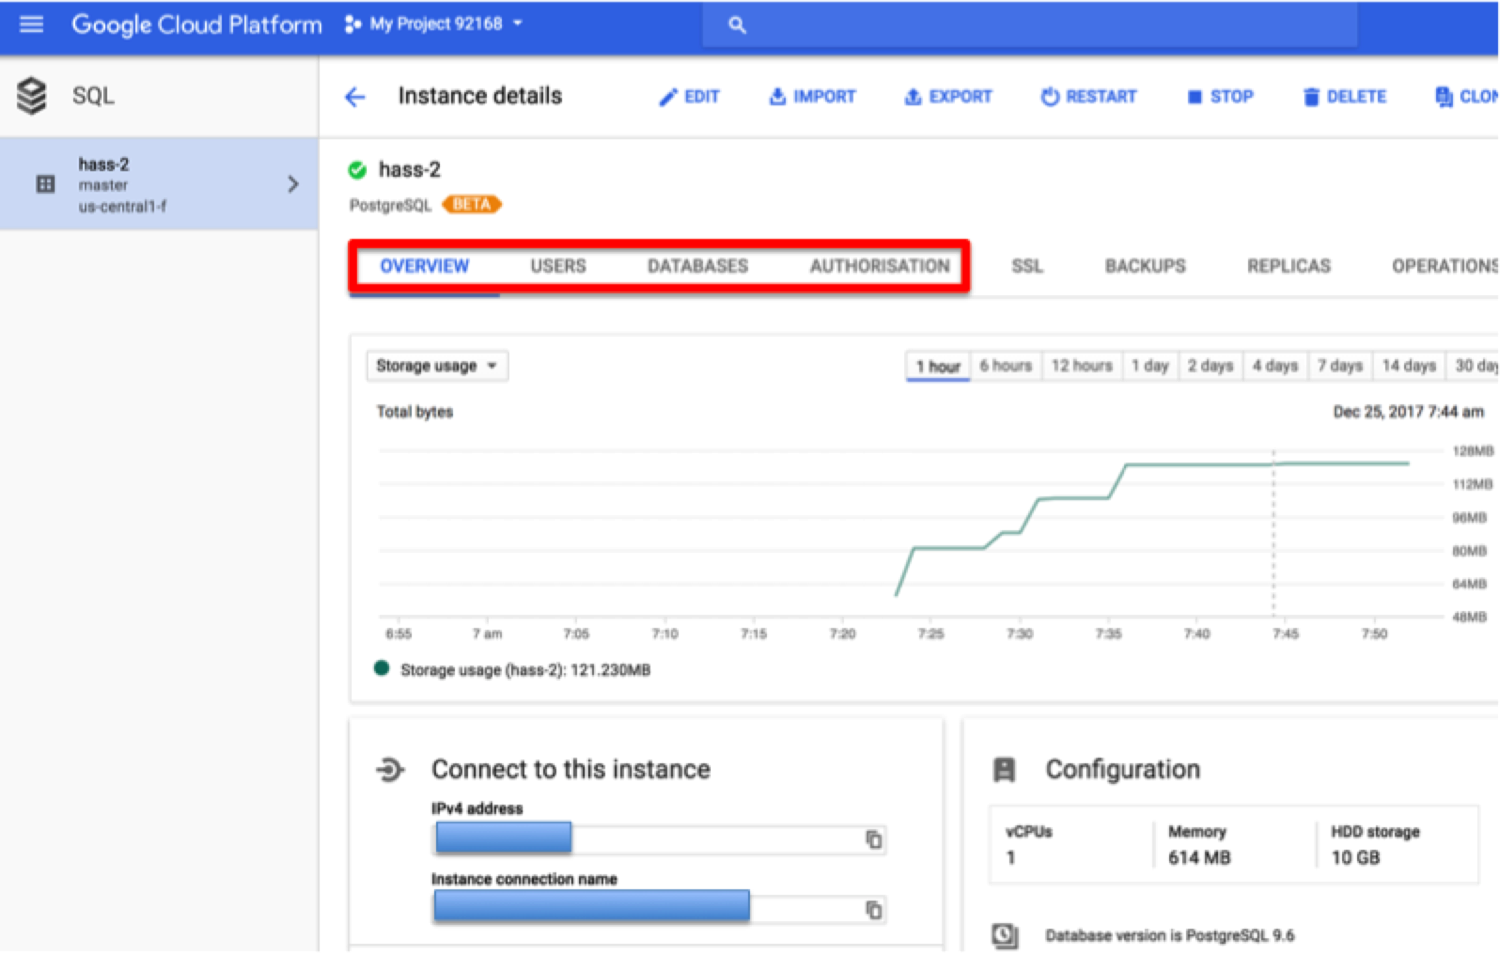 Google Cloud Platform
My Project 92168
SQL
Instance details
EDIT
IMPORT
EXPORT
RESTART
STOP
DELETE
CLON
hass-2
master
us-central1-f
hass-2
PostgreSQL BETA
OVERVIEW
USERS
DATABASES
AUTHORISATION
SSL
BACKUPS
REPLICAS
OPERATIONS
Storage usage
1 hour
6 hours
12 hours
1 day
2 days
4 days
7 days
14 days
30 day
Total bytes
Dec 25, 2017 7:44 am
128MB
112MB
96MB
80MB
64MB
48MB
6:55
7 am
7:05
7:10
7:15
7:20
7:25
7:30
7:35
7:40
7:45
7:50
Storage usage (hass-2): 121.230MB
Connect to this instance
IPv4 address
Instance connection name
Configuration
vCPUs
1
Memory
614 MB
HDD storage
10 GB
Database version is PostgreSQL 9.6